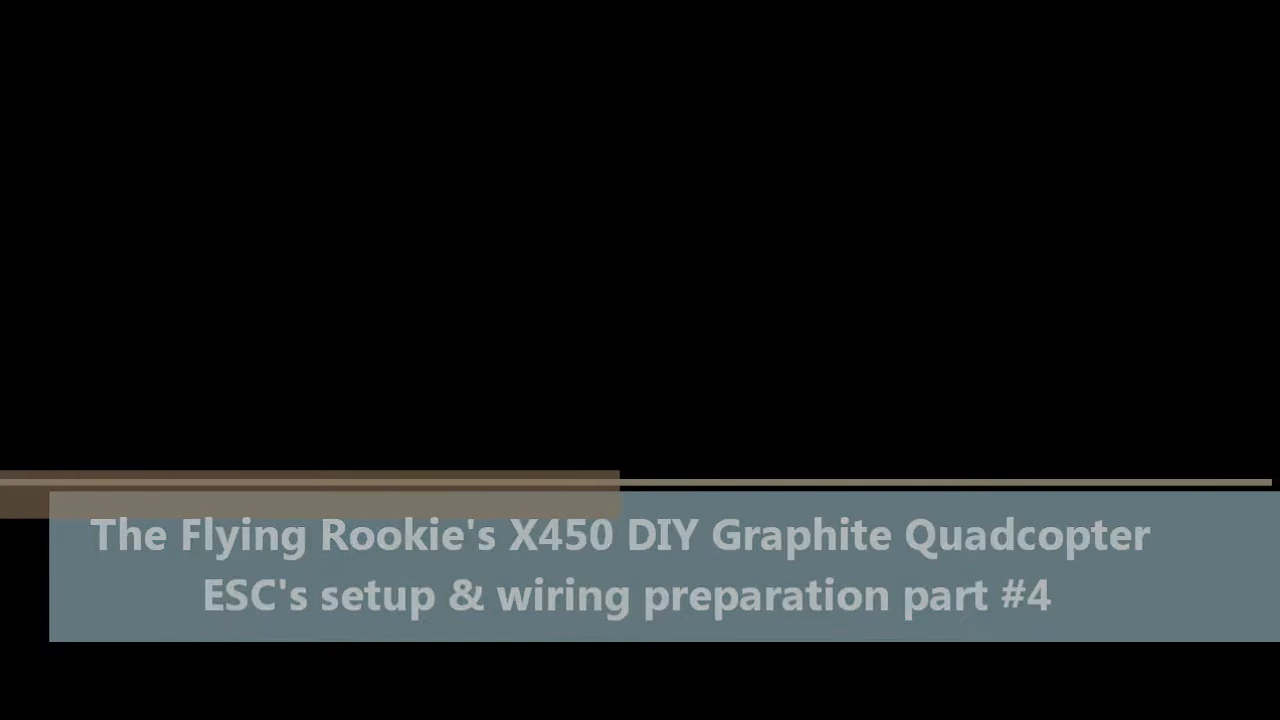 The Flying Rookie's X450 DIY Graphite Quadcopter
ESC's setup & wiring preparation part #4